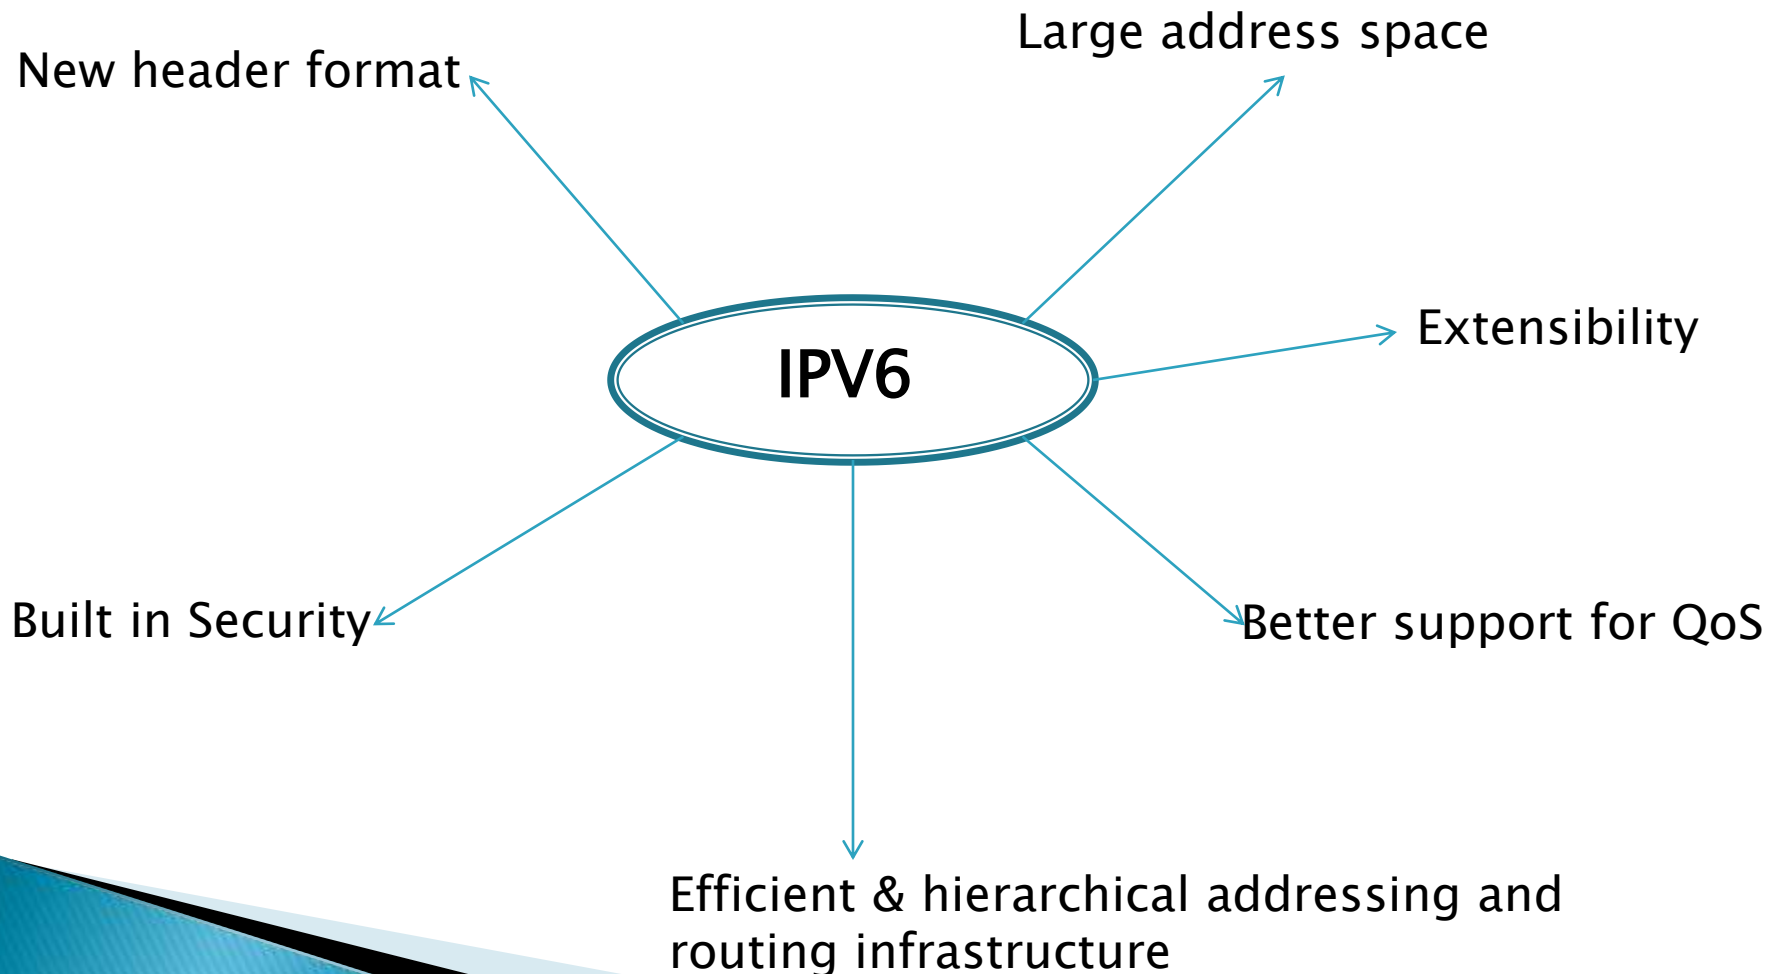 Large address space
New header format
Extensibility
IPV6
Built in Security
Better support for QoS
Efficient & hierarchical addressing and
routing infrastructure